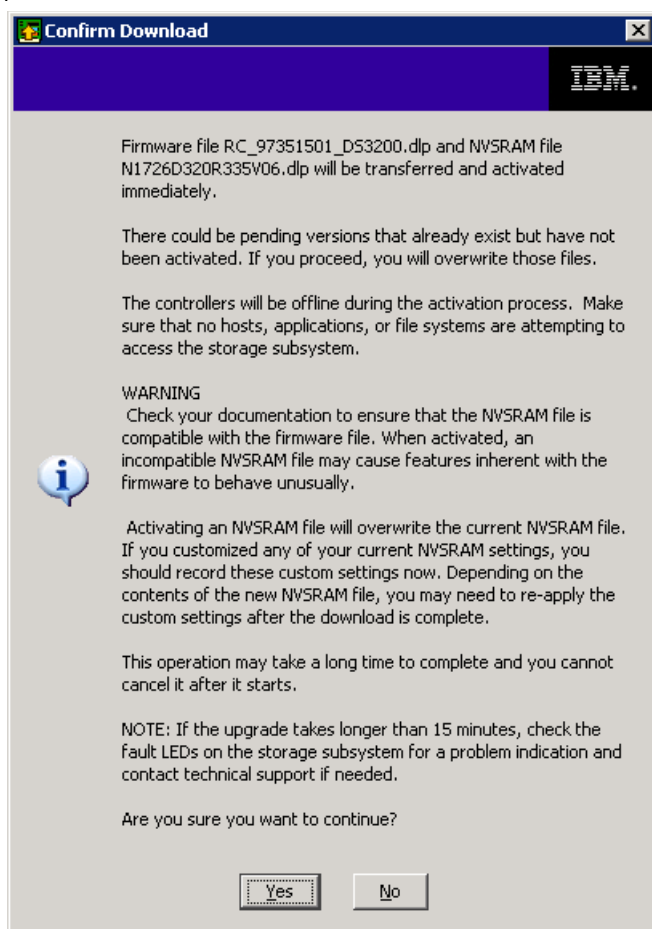 Confirm Download
IBM.
Firmware file RC_97351501_DS3200.dlp and NVSRAM file
N1726D320R335V06.dlp will be transferred and activated
immediately.
There could be pending versions that already exist but have not
been activated. If you proceed, you will overwrite those files.
The controllers will be offline during the activation process.  Make
sure that no hosts, applications, or file systems are attempting to
access the storage subsystem.
WARNING
Check your documentation to ensure that the NVSRAM file is
compatible with the firmware file. When activated, an
incompatible NVSRAM file may cause features inherent with the
firmware to behave unusually.
Activating an NVSRAM file will overwrite the current NVSRAM file.
If you customized any of your current NVSRAM settings, you
should record these custom settings now. Depending on the
contents of the new NVSRAM file, you may need to re-apply the
custom settings after the download is complete.
This operation may take a long time to complete and you cannot
cancel it after it starts.
NOTE: If the upgrade takes longer than 15 minutes, check the
fault LEDs on the storage subsystem for a problem indication and
contact technical support if needed.
Are you sure you want to continue?
Yes No